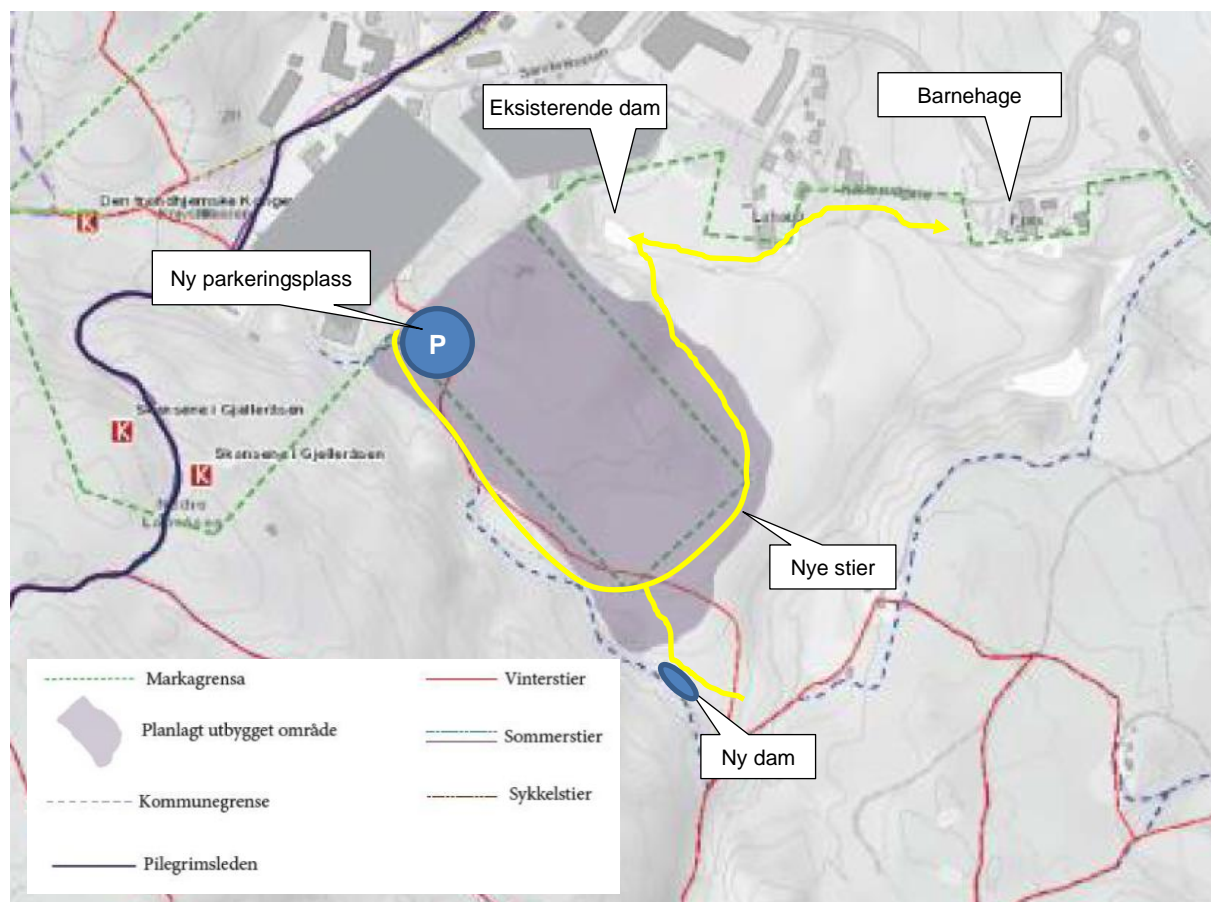 Eksisterende dam
Barnehage
Ny parkeringsplass
P
K
Skansene i Gjelleråsen
K
Skansene i Gjelleråsen
K
Nye stier
Ny dam
Markagrensa
Planlagt utbygget område
Kommunegrense
Pilegrimsleden
Vinterstier
Sommerstier
Sykkelstier